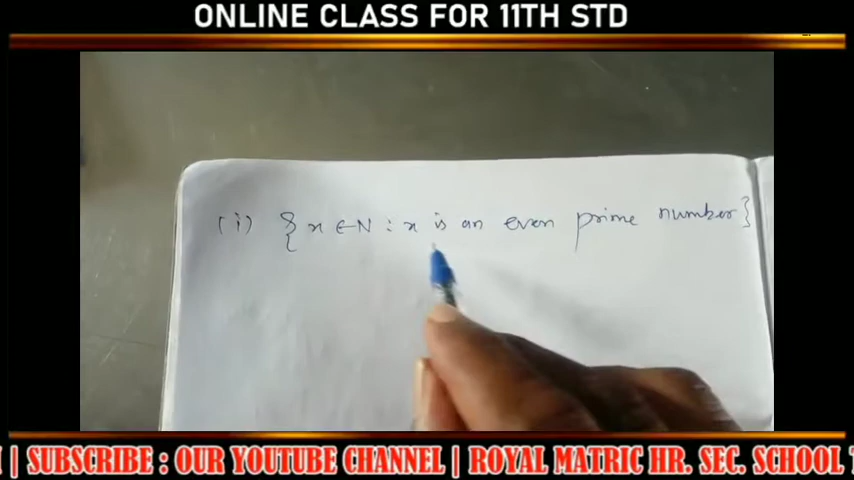 ONLINE CLASS FOR 11TH STD
(i) { x ∈ N : x is an even prime number }
| SUBSCRIBE : OUR YOUTUBE CHANNEL | ROYAL MATRIC HR. SEC. SCHOOL